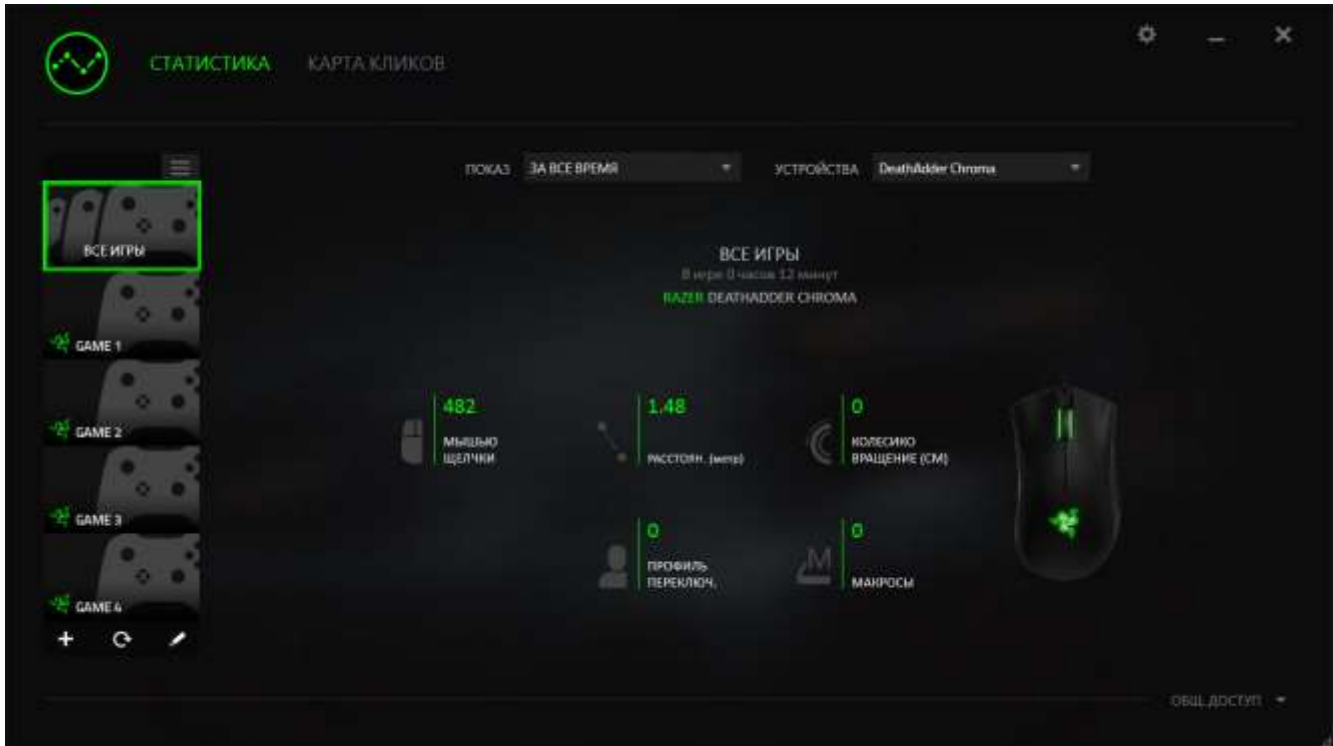 СТАТИСТИКА КАРТА КЛИКОВ
ПОКАЗ ЗА ВСЕ ВРЕМЯ УСТРОЙСТВА DeathAdder Chroma
ВСЕ ИГРЫ
GAME 1
GAME 2
GAME 3
GAME 4
ВСЕ ИГРЫ
В игре 0 часов 12 минут
RAZER DEATHADDER CHROMA
482
МЫШЬЮ
ЩЕЛЧКИ
1.48
РАССТОЯН. (метр)
0
КОЛЕСИКО
ВРАЩЕНИЕ (СМ)
0
ПРОФИЛЬ
ПЕРЕКЛЮЧ.
0
МАКРОСЫ
ОБЩ. ДОСТУП